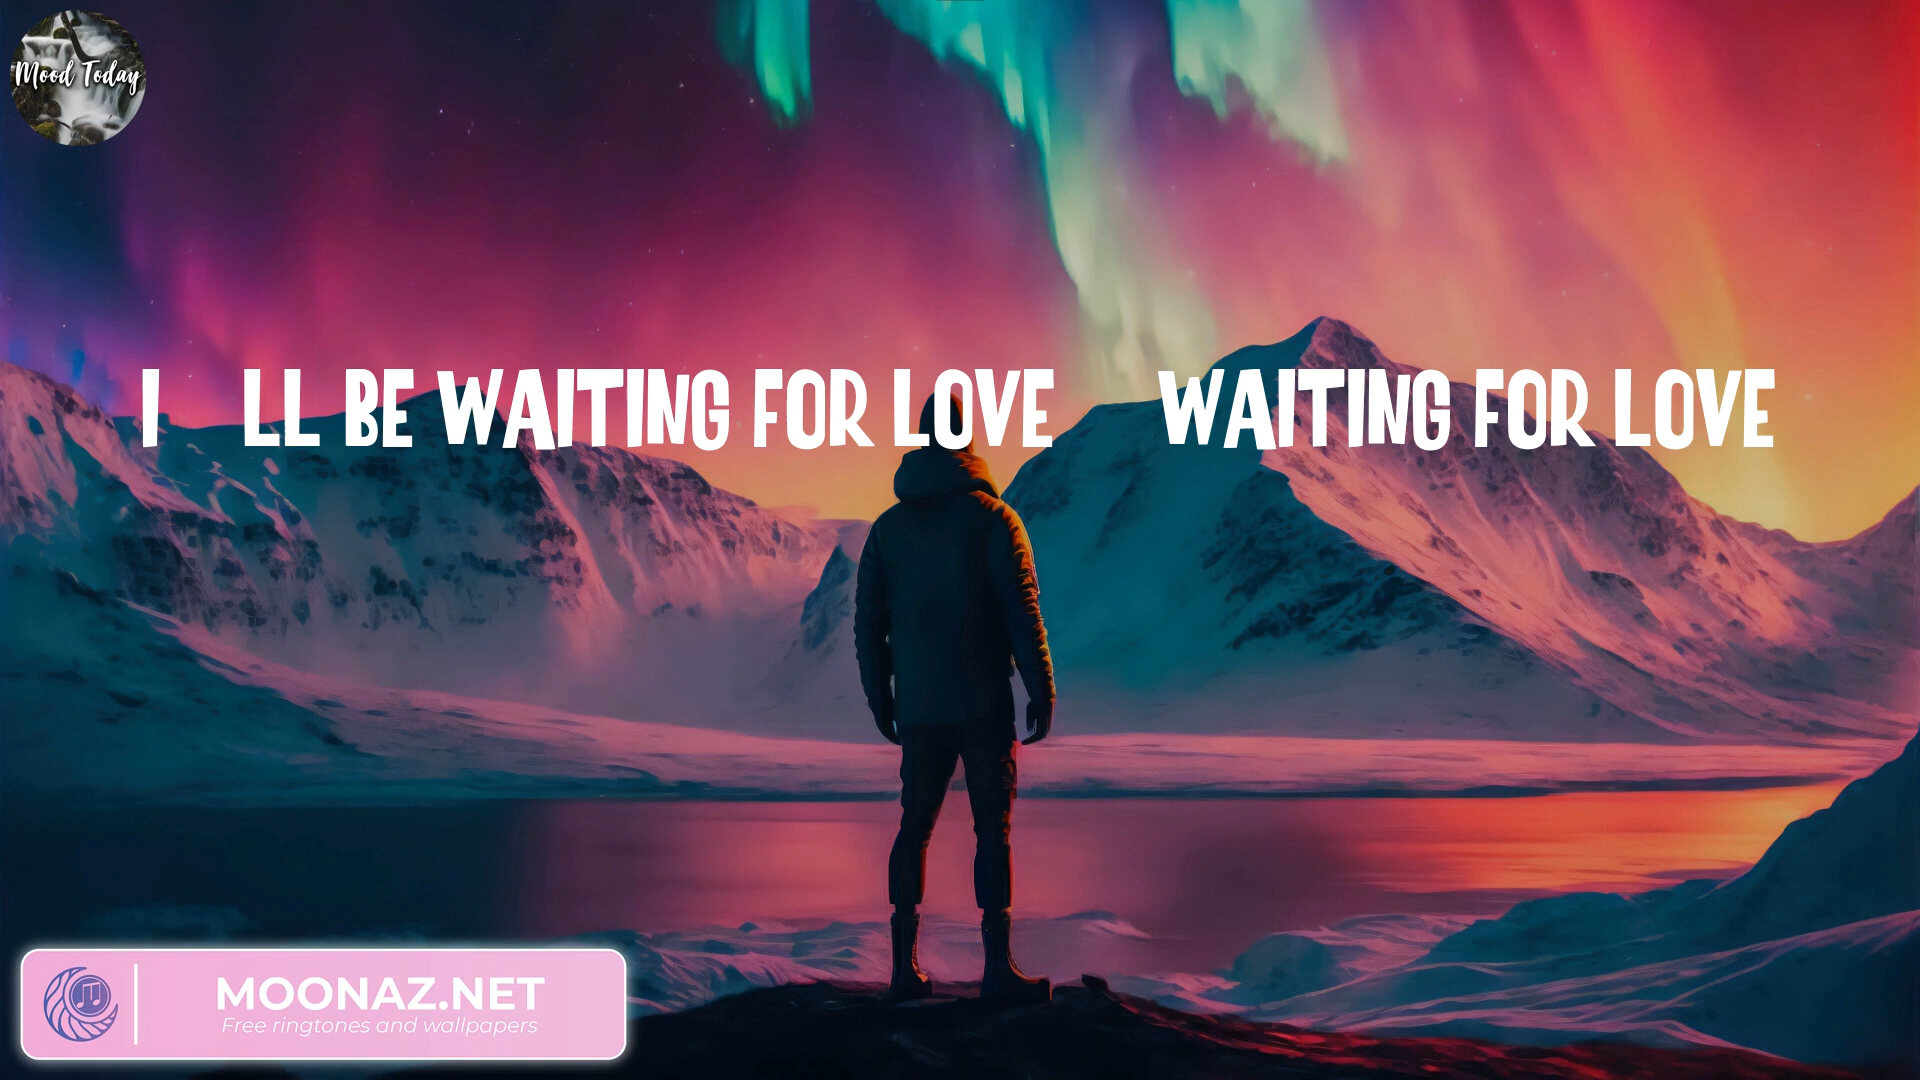 Mood Today
I LL BE WAITING FOR LOVE WAITING FOR LOVE
MOONAZ.NET
Free ringtones and wallpapers